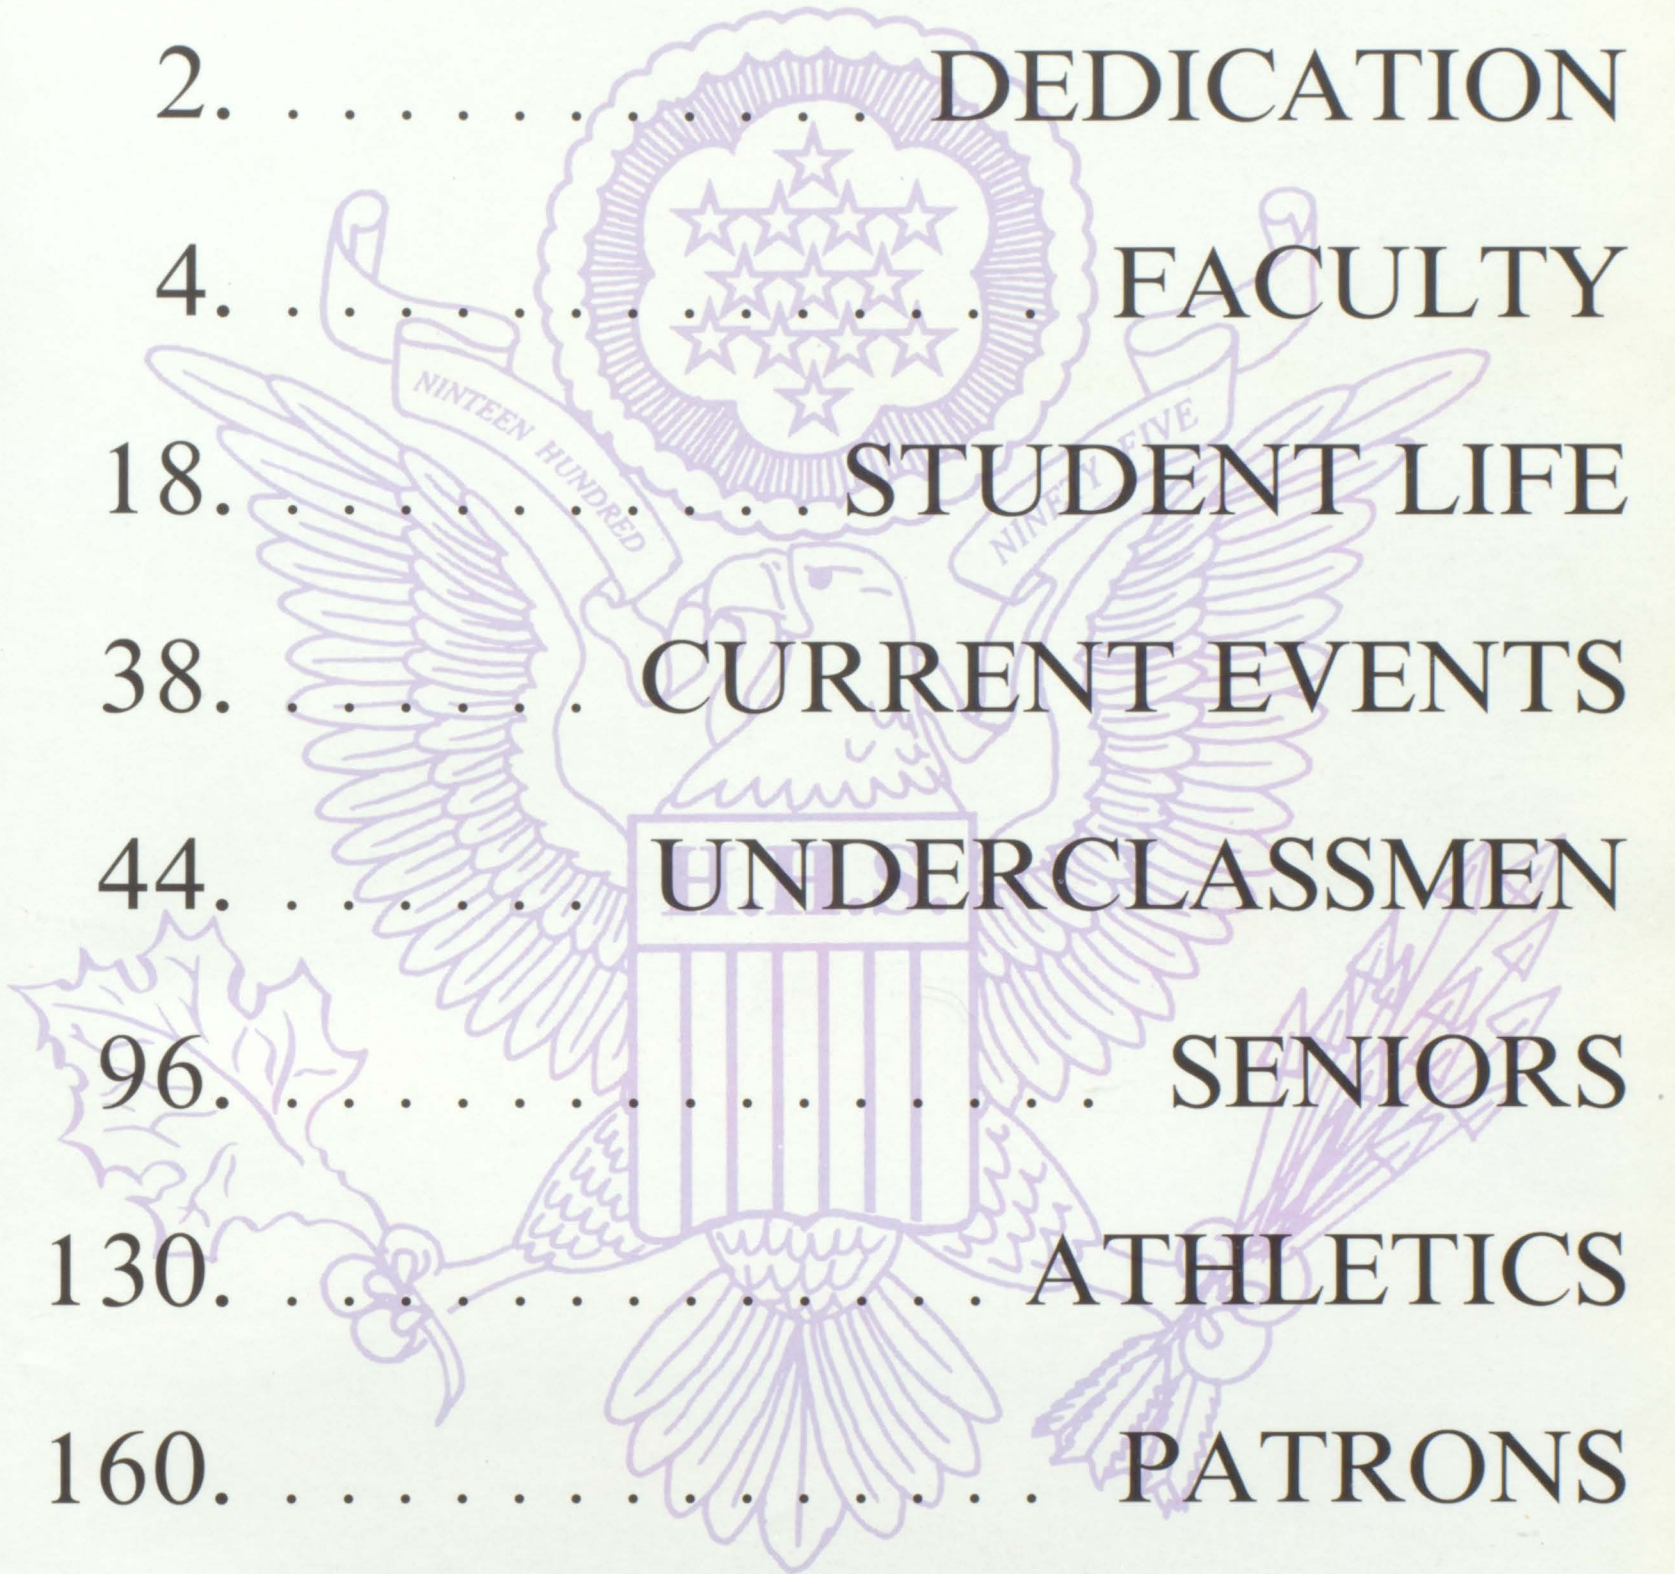 2. . . . . . . . . . . . DEDICATION
4. . . . . . . . . . . . . . . FACULTY
18. . . . . . . . . . . STUDENT LIFE
38. . . . . . . CURRENT EVENTS
44. . . . . . . UNDERCLASSMEN
96. . . . . . . . . . . . . . . . SENIORS
130. . . . . . . . . . . . . . ATHLETICS
160. . . . . . . . . . . . . . . PATRONS
NINTEEN HUNDRED
NINETY FIVE
H.H.S.